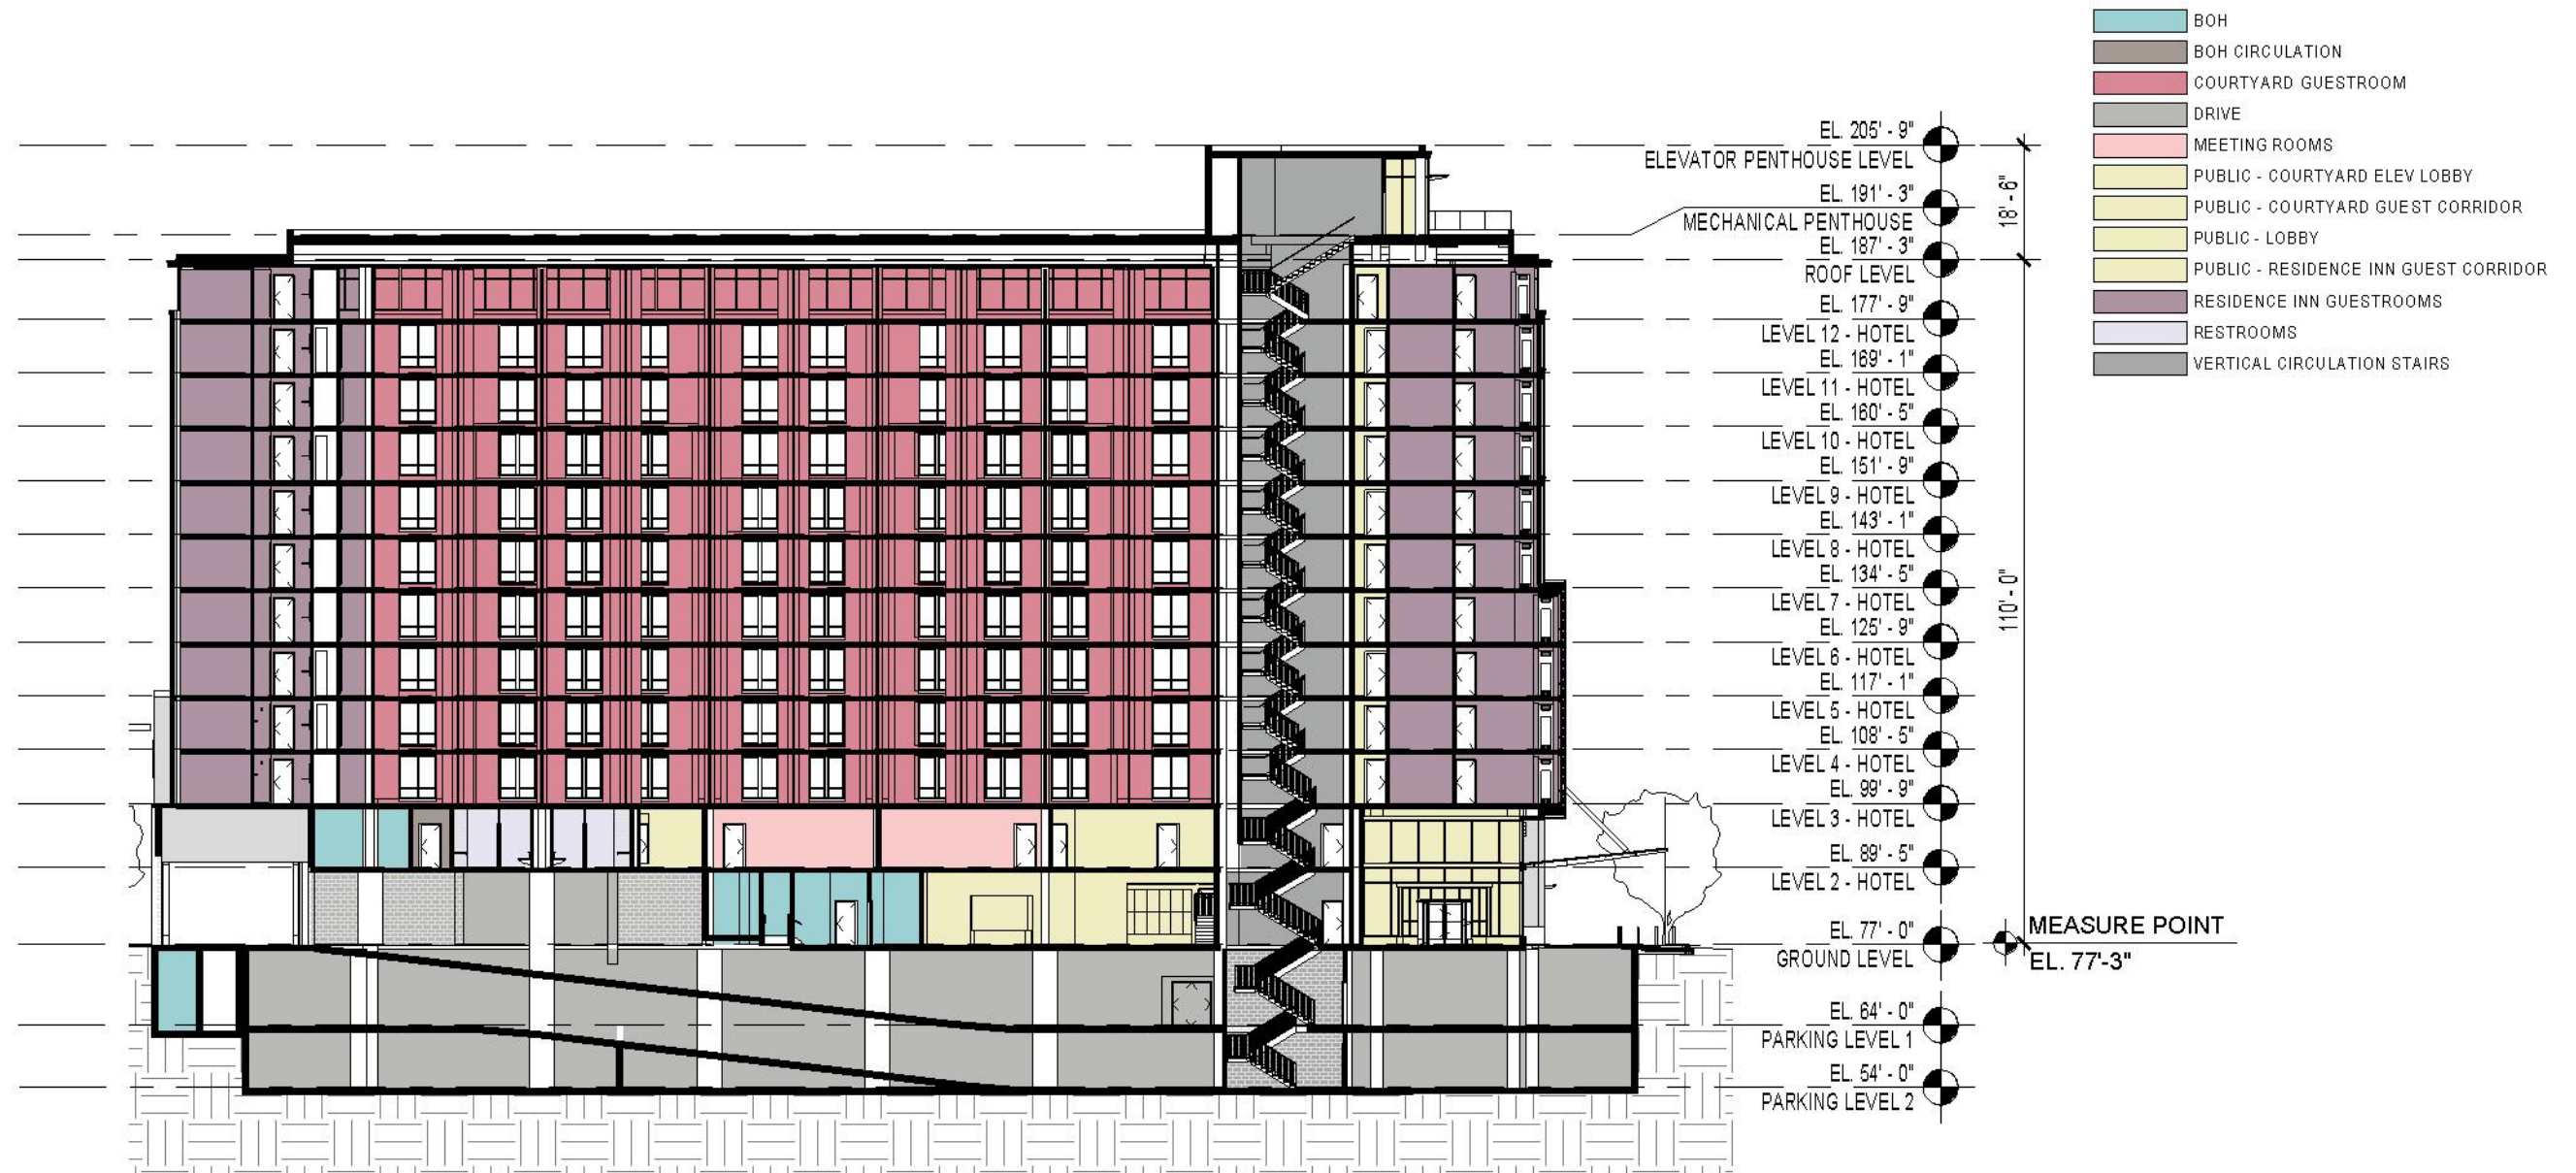 BOH
BOH CIRCULATION
COURTYARD GUESTROOM
DRIVE
MEETING ROOMS
PUBLIC - COURTYARD ELEV LOBBY
PUBLIC - COURTYARD GUEST CORRIDOR
PUBLIC - LOBBY
PUBLIC - RESIDENCE INN GUEST CORRIDOR
RESIDENCE INN GUESTROOMS
RESTROOMS
VERTICAL CIRCULATION STAIRS
EL. 205' - 9"
ELEVATOR PENTHOUSE LEVEL
EL. 191' - 3"
MECHANICAL PENTHOUSE
EL. 187' - 3"
ROOF LEVEL
EL. 177' - 9"
LEVEL 12 - HOTEL
EL. 169' - 1"
LEVEL 11 - HOTEL
EL. 160' - 5"
LEVEL 10 - HOTEL
EL. 151' - 9"
LEVEL 9 - HOTEL
EL. 143' - 1"
LEVEL 8 - HOTEL
EL. 134' - 5"
LEVEL 7 - HOTEL
EL. 125' - 9"
LEVEL 6 - HOTEL
EL. 117' - 1"
LEVEL 5 - HOTEL
EL. 108' - 5"
LEVEL 4 - HOTEL
EL. 99' - 9"
LEVEL 3 - HOTEL
EL. 89' - 5"
LEVEL 2 - HOTEL
EL. 77' - 0"
GROUND LEVEL
EL. 64' - 0"
PARKING LEVEL 1
EL. 54' - 0"
PARKING LEVEL 2
18' - 6"
110' - 0"
MEASURE POINT
EL. 77'-3"